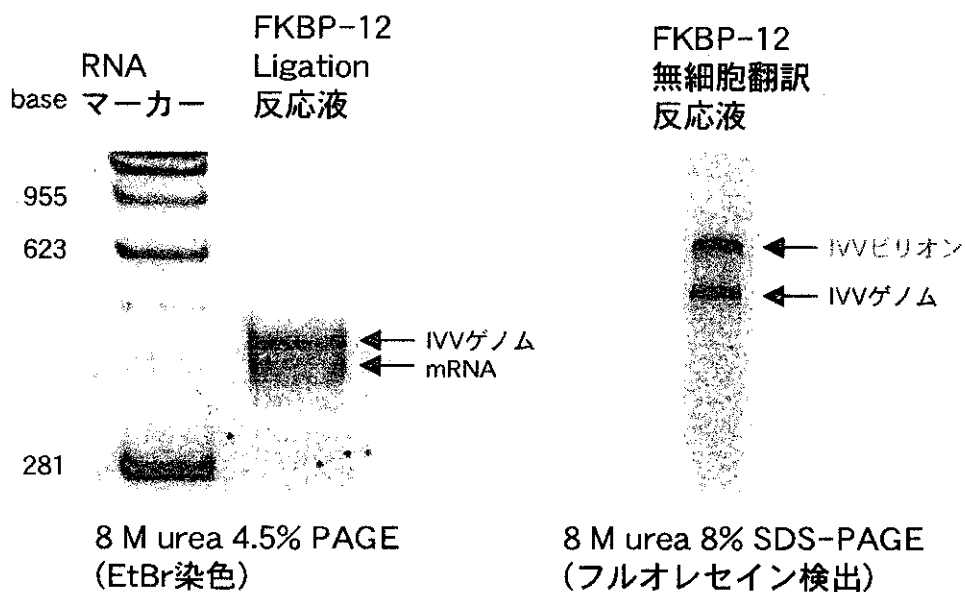 FKBP-12
Ligation
反応液
RNA
マーカー
base
955
623
281
IVVゲノム
mRNA
8 M urea 4.5% PAGE
(EtBr染色)
FKBP-12
無細胞翻訳
反応液
IVVビリオン
IVVゲノム
8 M urea 8% SDS-PAGE
(フルオレセイン検出)